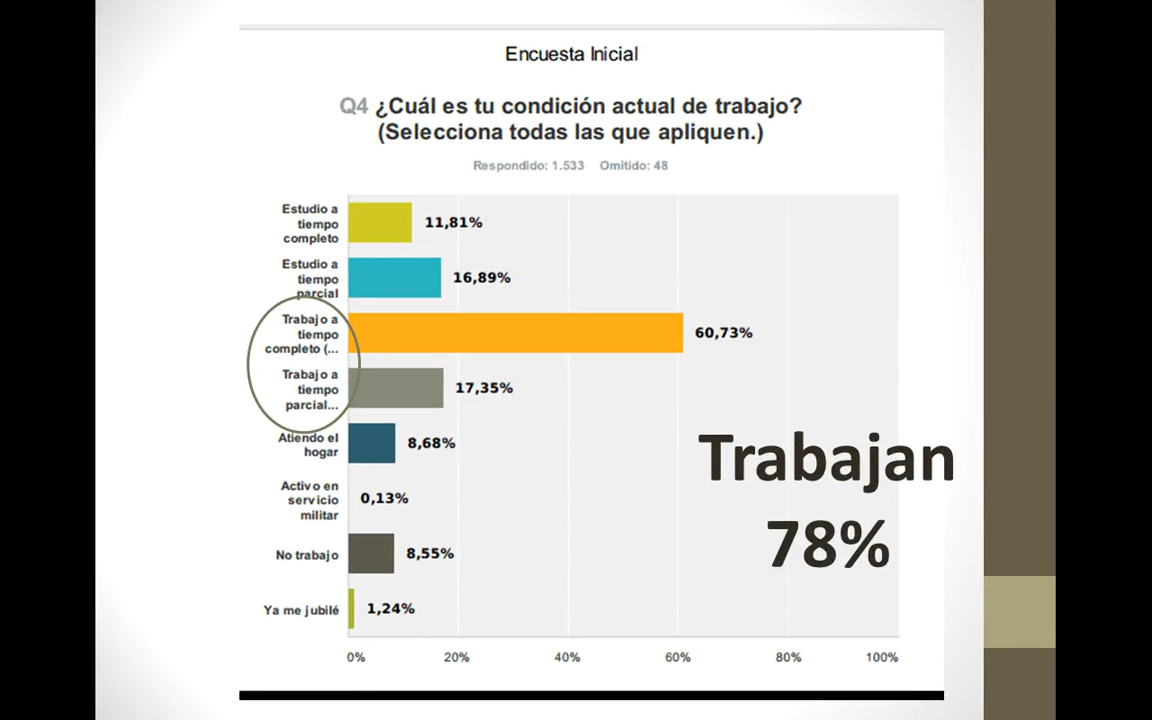 Encuesta Inicial
Q4 ¿Cuál es tu condición actual de trabajo?
(Selecciona todas las que apliquen.)
Respondido: 1.533 Omitido: 48
Estudio a
tiempo
completo
11,81%
Estudio a
tiempo
parcial
16,89%
Trabajo a
tiempo
completo (...
60,73%
Trabajo a
tiempo
parcial...
17,35%
Atiendo el
hogar
8,68%
Activo en
servicio
militar
0,13%
No trabajo
8,55%
Ya me jubilé
1,24%
0% 20% 40% 60% 80% 100%
Trabajan
78%